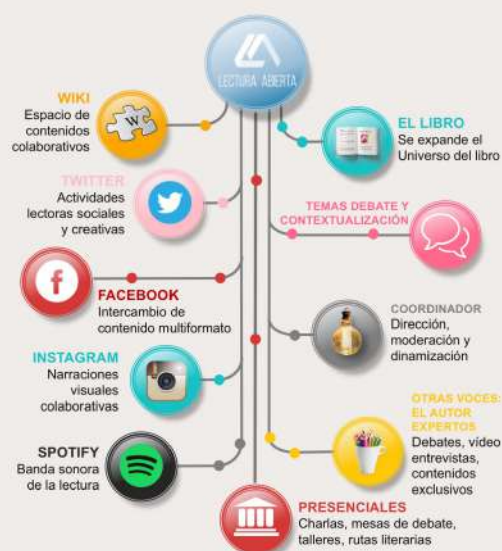 LECTURA ABIERTA
WIKI
Espacio de
contenidos
colaborativos
W
EL LIBRO
Se expande el
Universo del libro
TWITTER
Actividades
lectoras sociales
y creativas
TEMAS DEBATE Y
CONTEXTUALIZACIÓN
FACEBOOK
Intercambio de
contenido multiformato
COORDINADOR
Dirección,
moderación y
dinamización
INSTAGRAM
Narraciones
visuales
colaborativas
OTRAS VOCES:
EL AUTOR
EXPERTOS
Debates, vídeo
entrevistas,
contenidos
exclusivos
SPOTIFY
Banda sonora
de la lectura
PRESENCIALES
Charlas, mesas de debate,
talleres, rutas literarias